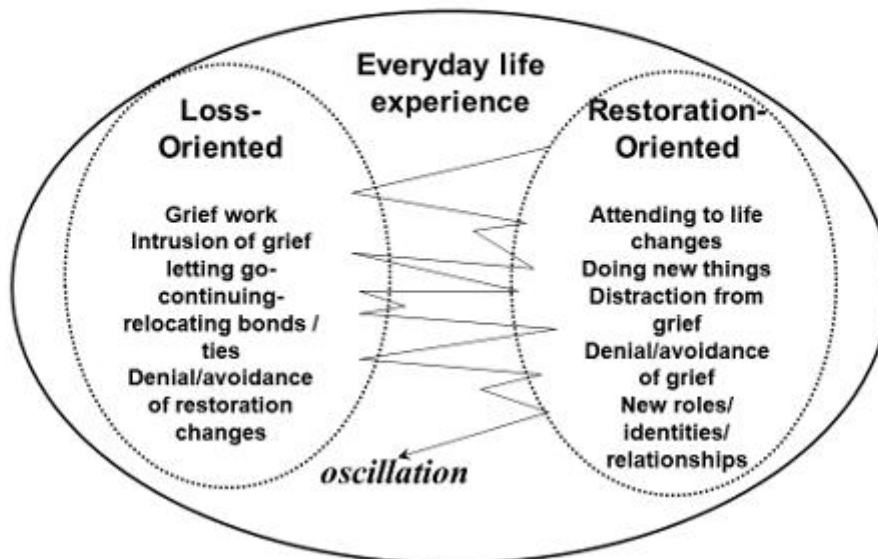 Everyday life
experience
Loss-
Oriented
Grief work
Intrusion of grief
letting go-
continuing-
relocating bonds /
ties
Denial/avoidance
of restoration
changes
Restoration-
Oriented
Attending to life
changes
Doing new things
Distraction from
grief
Denial/avoidance
of grief
New roles/
identities/
relationships
oscillation